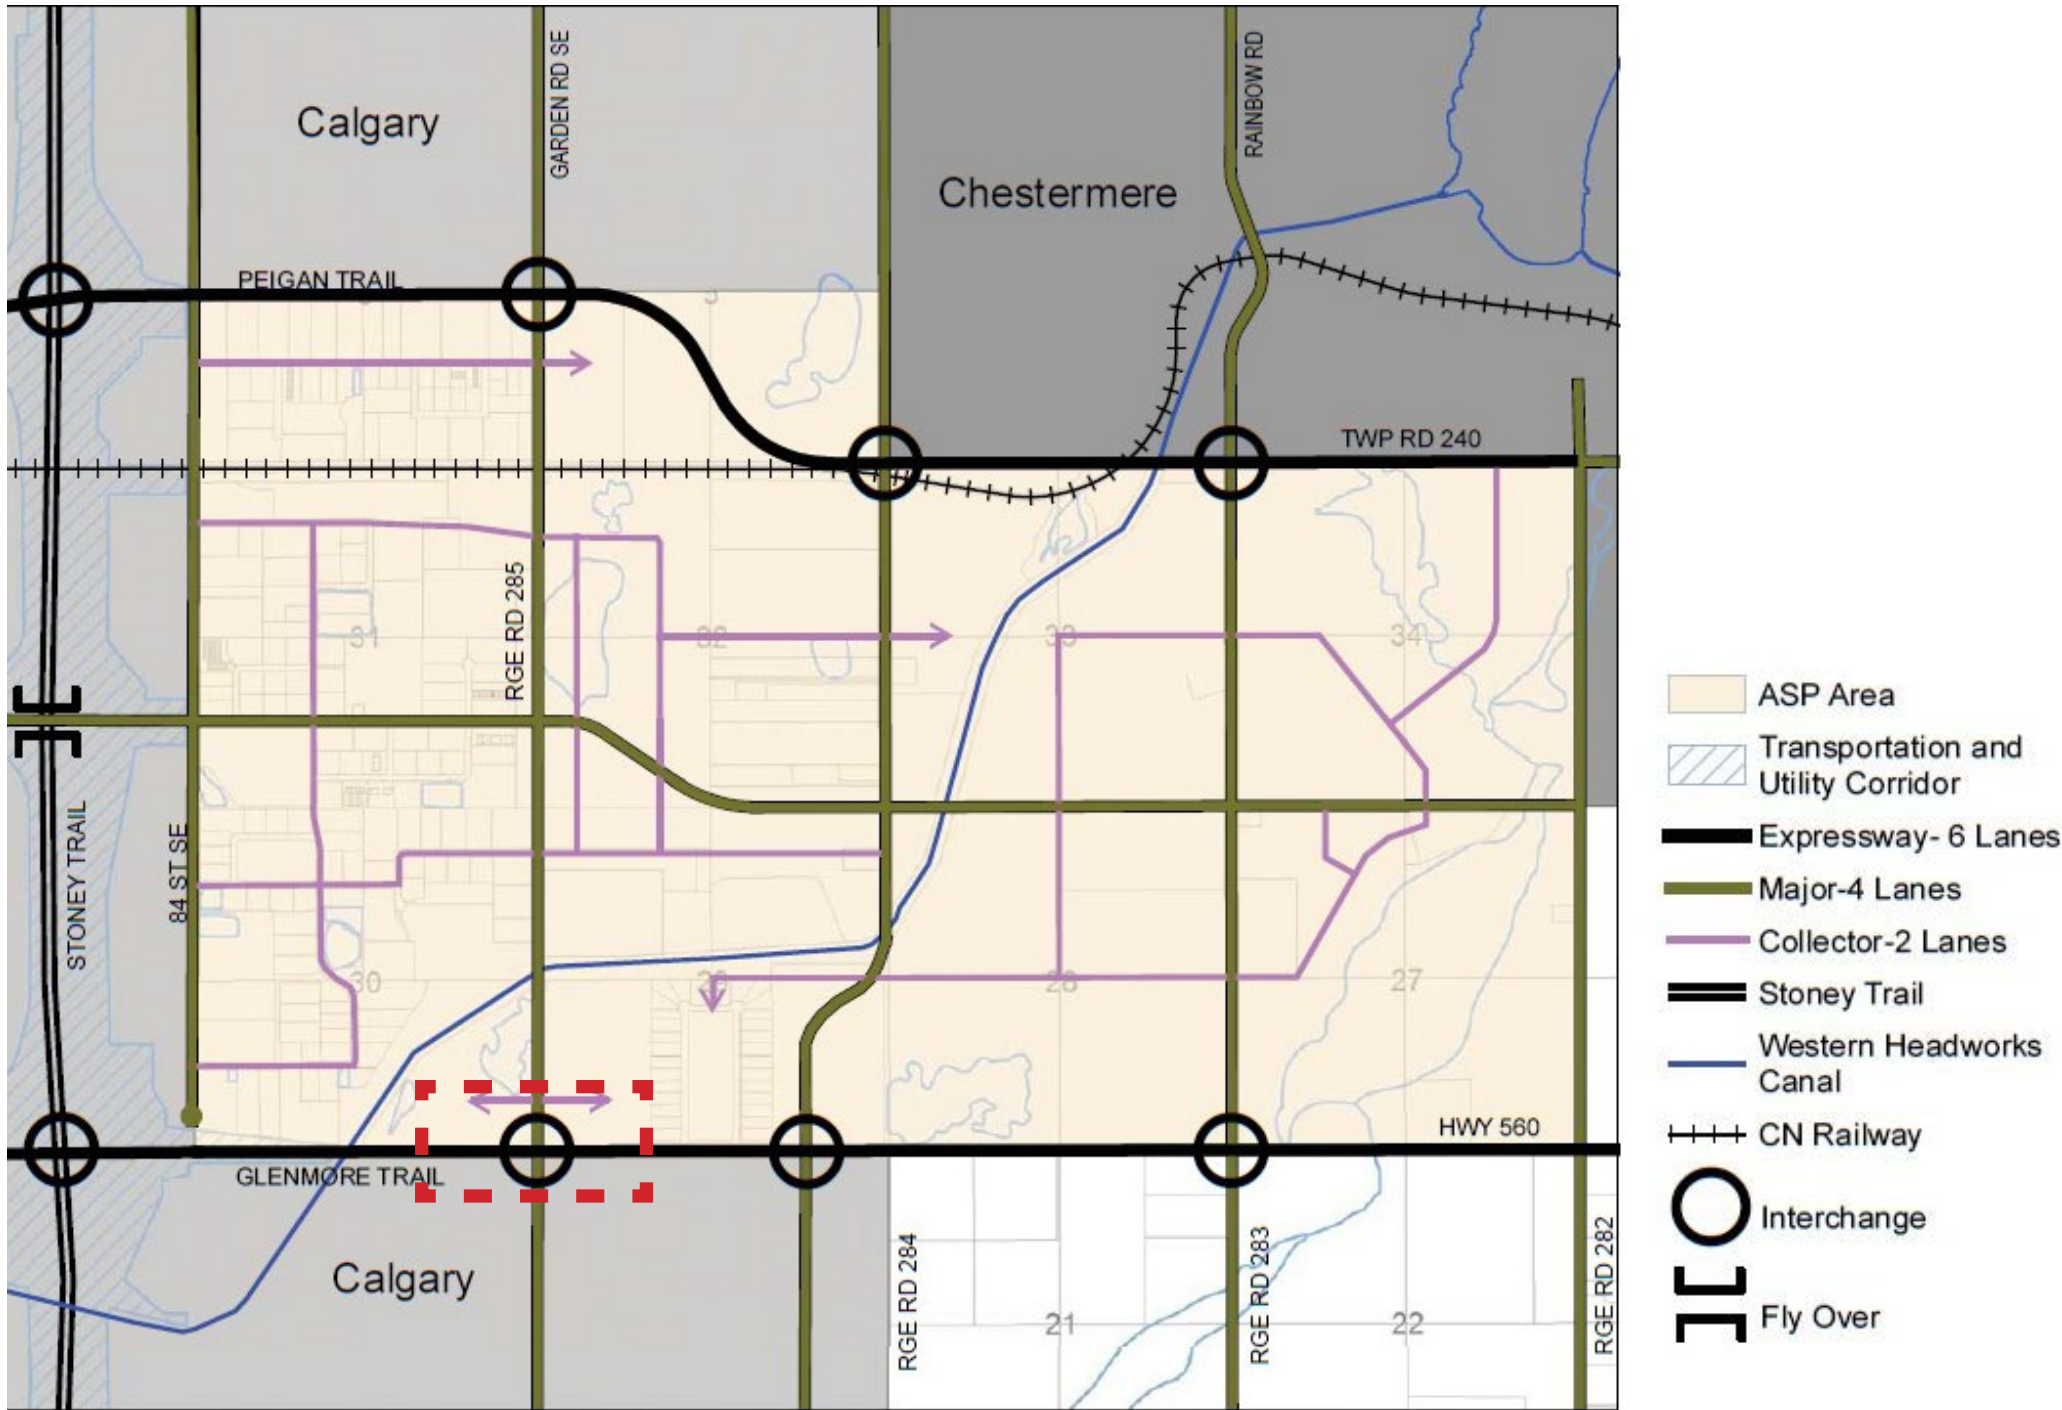 Calgary
GARDEN RD SE
RAINBOW RD
Chestermere
PEIGAN TRAIL
TWP RD 240
RGE RD 285
31
32
33
34
STONEY TRAIL
84 ST SE
30
29
28
27
HWY 560
GLENMORE TRAIL
Calgary
RGE RD 284
21
RGE RD 283
22
RGE RD 282
ASP Area
Transportation and
Utility Corridor
Expressway- 6 Lanes
Major-4 Lanes
Collector-2 Lanes
Stoney Trail
Western Headworks
Canal
CN Railway
Interchange
Fly Over